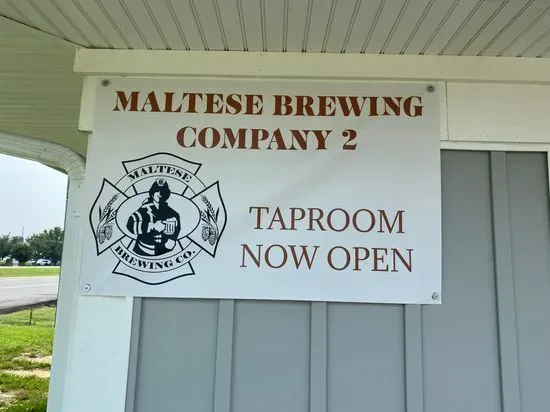 MALTESE BREWING
COMPANY 2
MALTESE
BREWING CO.
TAPROOM
NOW OPEN